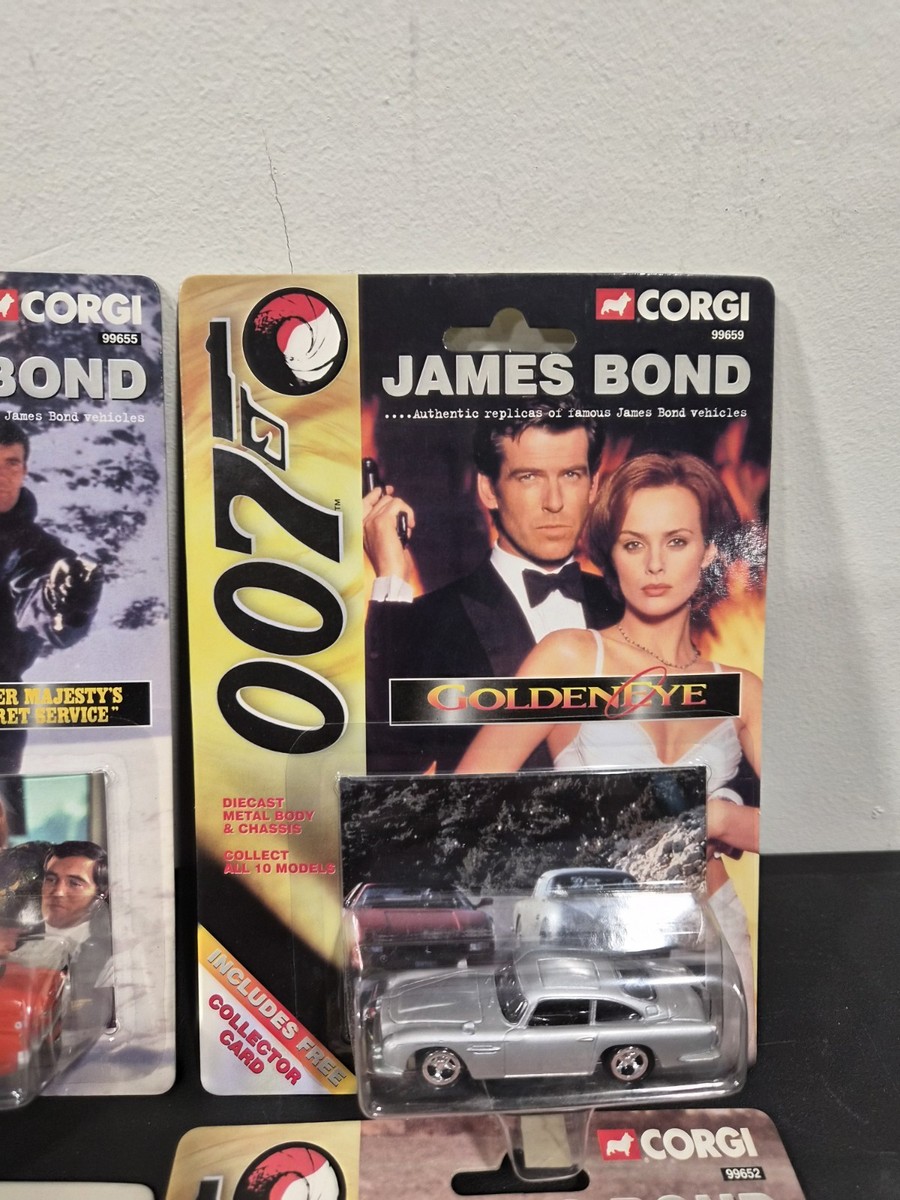 CORGI
99655
BOND
James Bond vehicles
ER MAJESTY'S
RET SERVICE"
CORGI
99659
JAMES BOND
....Authentic replicas of famous James Bond vehicles
007
TM
GOLDENEYE
DIECAST
METAL BODY
& CHASSIS
COLLECT
ALL 10 MODELS
INCLUDES FREE
COLLECTOR
CARD
CORGI
99652